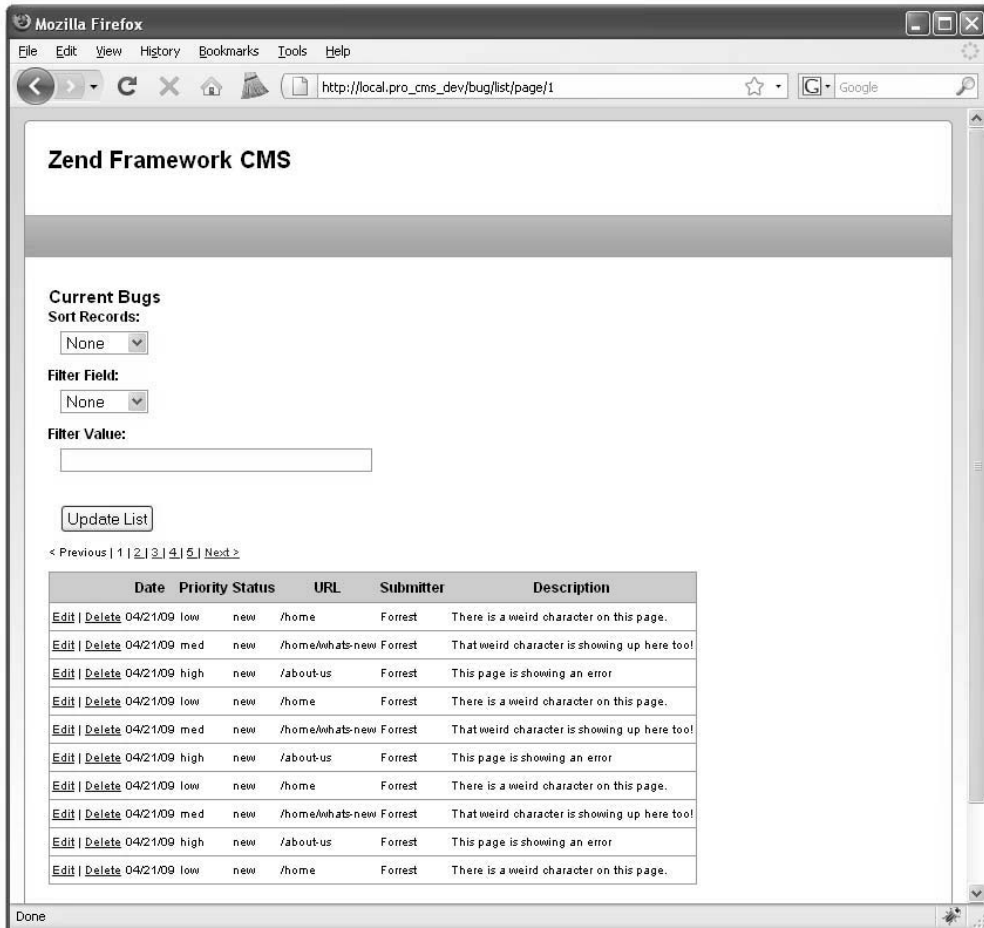 Mozilla Firefox
File Edit View History Bookmarks Tools Help
http://local.pro_cms_dev/bug/list/page/1 G Google
Zend Framework CMS
Current Bugs
Sort Records:
None
Filter Field:
None
Filter Value:
Update List
< Previous | 1 | 2 | 3 | 4 | 5 | Next >
Date Priority Status URL Submitter Description
Edit | Delete 04/21/09 low new /home Forrest There is a weird character on this page.
Edit | Delete 04/21/09 med new /home/whats-new Forrest That weird character is showing up here too!
Edit | Delete 04/21/09 high new /about-us Forrest This page is showing an error
Edit | Delete 04/21/09 low new /home Forrest There is a weird character on this page.
Edit | Delete 04/21/09 med new /home/whats-new Forrest That weird character is showing up here too!
Edit | Delete 04/21/09 high new /about-us Forrest This page is showing an error
Edit | Delete 04/21/09 low new /home Forrest There is a weird character on this page.
Edit | Delete 04/21/09 med new /home/whats-new Forrest That weird character is showing up here too!
Edit | Delete 04/21/09 high new /about-us Forrest This page is showing an error
Edit | Delete 04/21/09 low new /home Forrest There is a weird character on this page.
Done